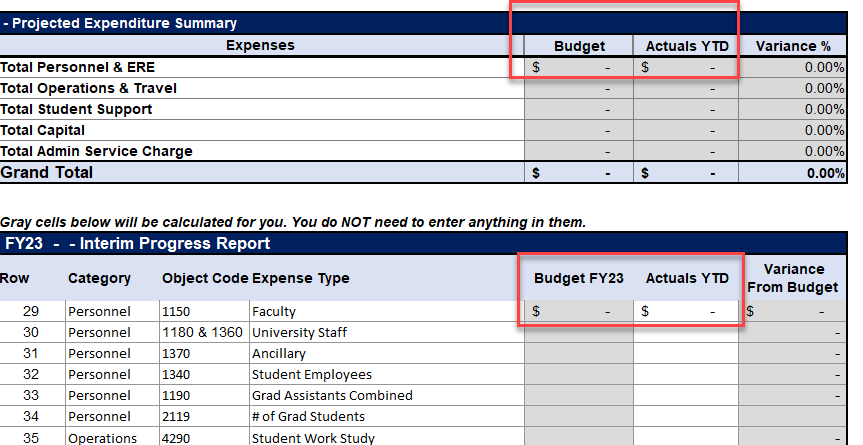 - Projected Expenditure Summary
Expenses Budget Actuals YTD Variance %
Total Personnel & ERE $ - $ - 0.00%
Total Operations & Travel - - 0.00%
Total Student Support - - 0.00%
Total Capital - - 0.00%
Total Admin Service Charge - - 0.00%
Grand Total $ - $ - 0.00%
Gray cells below will be calculated for you. You do NOT need to enter anything in them.
FY23 - - Interim Progress Report
Row Category Object Code Expense Type Budget FY23 Actuals YTD Variance From Budget
29 Personnel 1150 Faculty $ - $ - $ -
30 Personnel 1180 & 1360 University Staff -
31 Personnel 1370 Ancillary -
32 Personnel 1340 Student Employees -
33 Personnel 1190 Grad Assistants Combined -
34 Personnel 2119 # of Grad Students -
35 Operations 4290 Student Work Study -